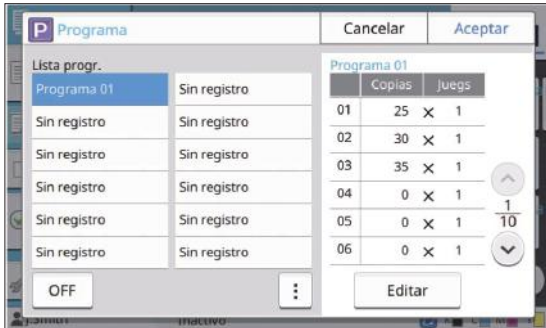 P Programa Cancelar Aceptar
Lista progr.
Programa 01 Sin registro
Sin registro Sin registro
Sin registro Sin registro
Sin registro Sin registro
Sin registro Sin registro
Sin registro Sin registro
OFF
Programa 01
Copias Juegs
01 25 × 1
02 30 × 1
03 35 × 1
04 0 × 1
05 0 × 1
06 0 × 1
1
10
Editar
J.Smith Inactivo